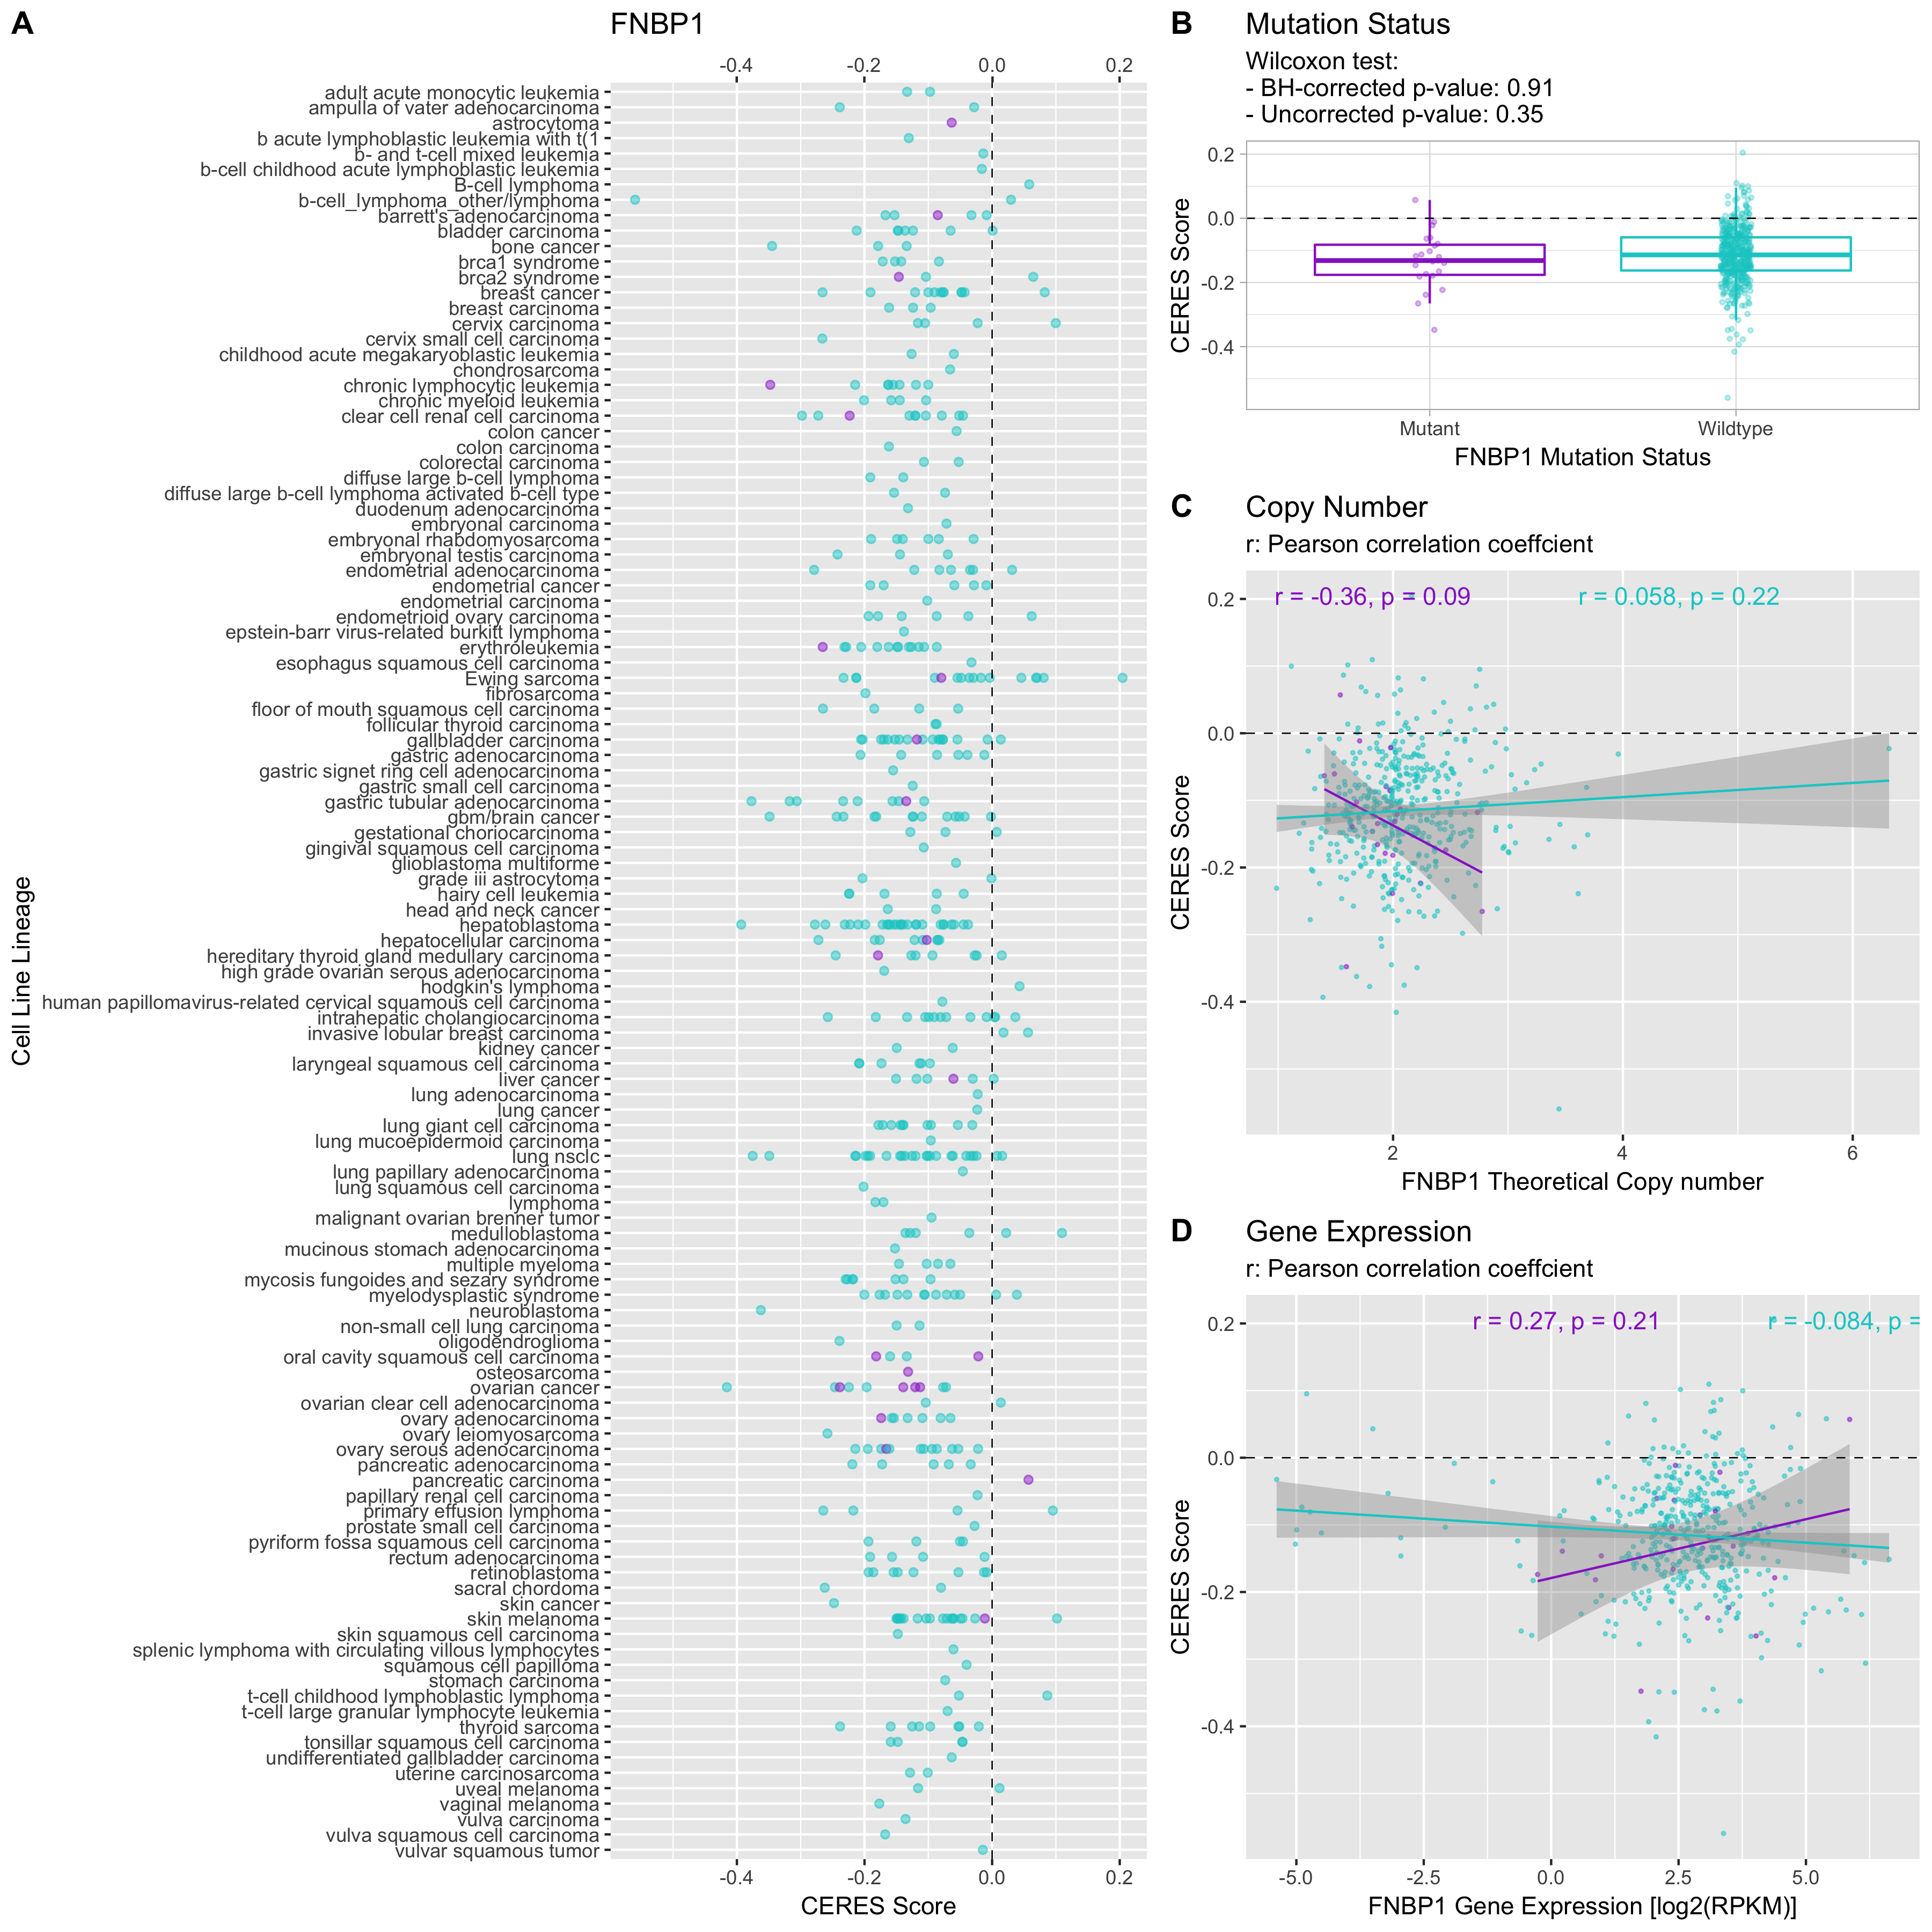 A
FNBP1
-0.4 -0.2 0.0 0.2
adult acute monocytic leukemia
ampulla of vater adenocarcinoma
astrocytoma
b acute lymphoblastic leukemia with t(1
b- and t-cell mixed leukemia
b-cell childhood acute lymphoblastic leukemia
B-cell lymphoma
b-cell_lymphoma_other/lymphoma
barrett's adenocarcinoma
bladder carcinoma
bone cancer
brca1 syndrome
brca2 syndrome
breast cancer
breast carcinoma
cervix carcinoma
cervix small cell carcinoma
childhood acute megakaryoblastic leukemia
chondrosarcoma
chronic lymphocytic leukemia
chronic myeloid leukemia
clear cell renal cell carcinoma
colon cancer
colon carcinoma
colorectal carcinoma
diffuse large b-cell lymphoma
diffuse large b-cell lymphoma activated b-cell type
duodenum adenocarcinoma
embryonal carcinoma
embryonal rhabdomyosarcoma
embryonal testis carcinoma
endometrial adenocarcinoma
endometrial cancer
endometrial carcinoma
endometrioid ovary carcinoma
epstein-barr virus-related burkitt lymphoma
erythroleukemia
esophagus squamous cell carcinoma
Ewing sarcoma
fibrosarcoma
floor of mouth squamous cell carcinoma
follicular thyroid carcinoma
gallbladder carcinoma
gastric adenocarcinoma
gastric signet ring cell adenocarcinoma
gastric small cell carcinoma
gastric tubular adenocarcinoma
gbm/brain cancer
gestational choriocarcinoma
gingival squamous cell carcinoma
glioblastoma multiforme
grade iii astrocytoma
hairy cell leukemia
head and neck cancer
hepatoblastoma
hepatocellular carcinoma
hereditary thyroid gland medullary carcinoma
high grade ovarian serous adenocarcinoma
hodgkin's lymphoma
human papillomavirus-related cervical squamous cell carcinoma
intrahepatic cholangiocarcinoma
invasive lobular breast carcinoma
kidney cancer
laryngeal squamous cell carcinoma
liver cancer
lung adenocarcinoma
lung cancer
lung giant cell carcinoma
lung mucoepidermoid carcinoma
lung nsclc
lung papillary adenocarcinoma
lung squamous cell carcinoma
lymphoma
malignant ovarian brenner tumor
medulloblastoma
mucinous stomach adenocarcinoma
multiple myeloma
mycosis fungoides and sezary syndrome
myelodysplastic syndrome
neuroblastoma
non-small cell lung carcinoma
oligodendroglioma
oral cavity squamous cell carcinoma
osteosarcoma
ovarian cancer
ovarian clear cell adenocarcinoma
ovary adenocarcinoma
ovary leiomyosarcoma
ovary serous adenocarcinoma
pancreatic adenocarcinoma
pancreatic carcinoma
papillary renal cell carcinoma
primary effusion lymphoma
prostate small cell carcinoma
pyriform fossa squamous cell carcinoma
rectum adenocarcinoma
retinoblastoma
sacral chordoma
skin cancer
skin melanoma
skin squamous cell carcinoma
splenic lymphoma with circulating villous lymphocytes
squamous cell papilloma
stomach carcinoma
t-cell childhood lymphoblastic lymphoma
t-cell large granular lymphocyte leukemia
thyroid sarcoma
tonsillar squamous cell carcinoma
undifferentiated gallbladder carcinoma
uterine carcinosarcoma
uveal melanoma
vaginal melanoma
vulva carcinoma
vulva squamous cell carcinoma
vulvar squamous tumor
-0.4 -0.2 0.0 0.2
CERES Score
Cell Line Lineage
B
Mutation Status
Wilcoxon test:
- BH-corrected p-value: 0.91
- Uncorrected p-value: 0.35
0.2
0.0
-0.2
-0.4
CERES Score
Mutant Wildtype
FNBP1 Mutation Status
C
Copy Number
r: Pearson correlation coeffcient
r = -0.36, p = 0.09 r = 0.058, p = 0.22
0.2
0.0
-0.2
-0.4
CERES Score
2 4 6
FNBP1 Theoretical Copy number
D
Gene Expression
r: Pearson correlation coeffcient
r = 0.27, p = 0.21 r = -0.084, p =
0.2
0.0
-0.2
-0.4
CERES Score
-5.0 -2.5 0.0 2.5 5.0
FNBP1 Gene Expression [log2(RPKM)]